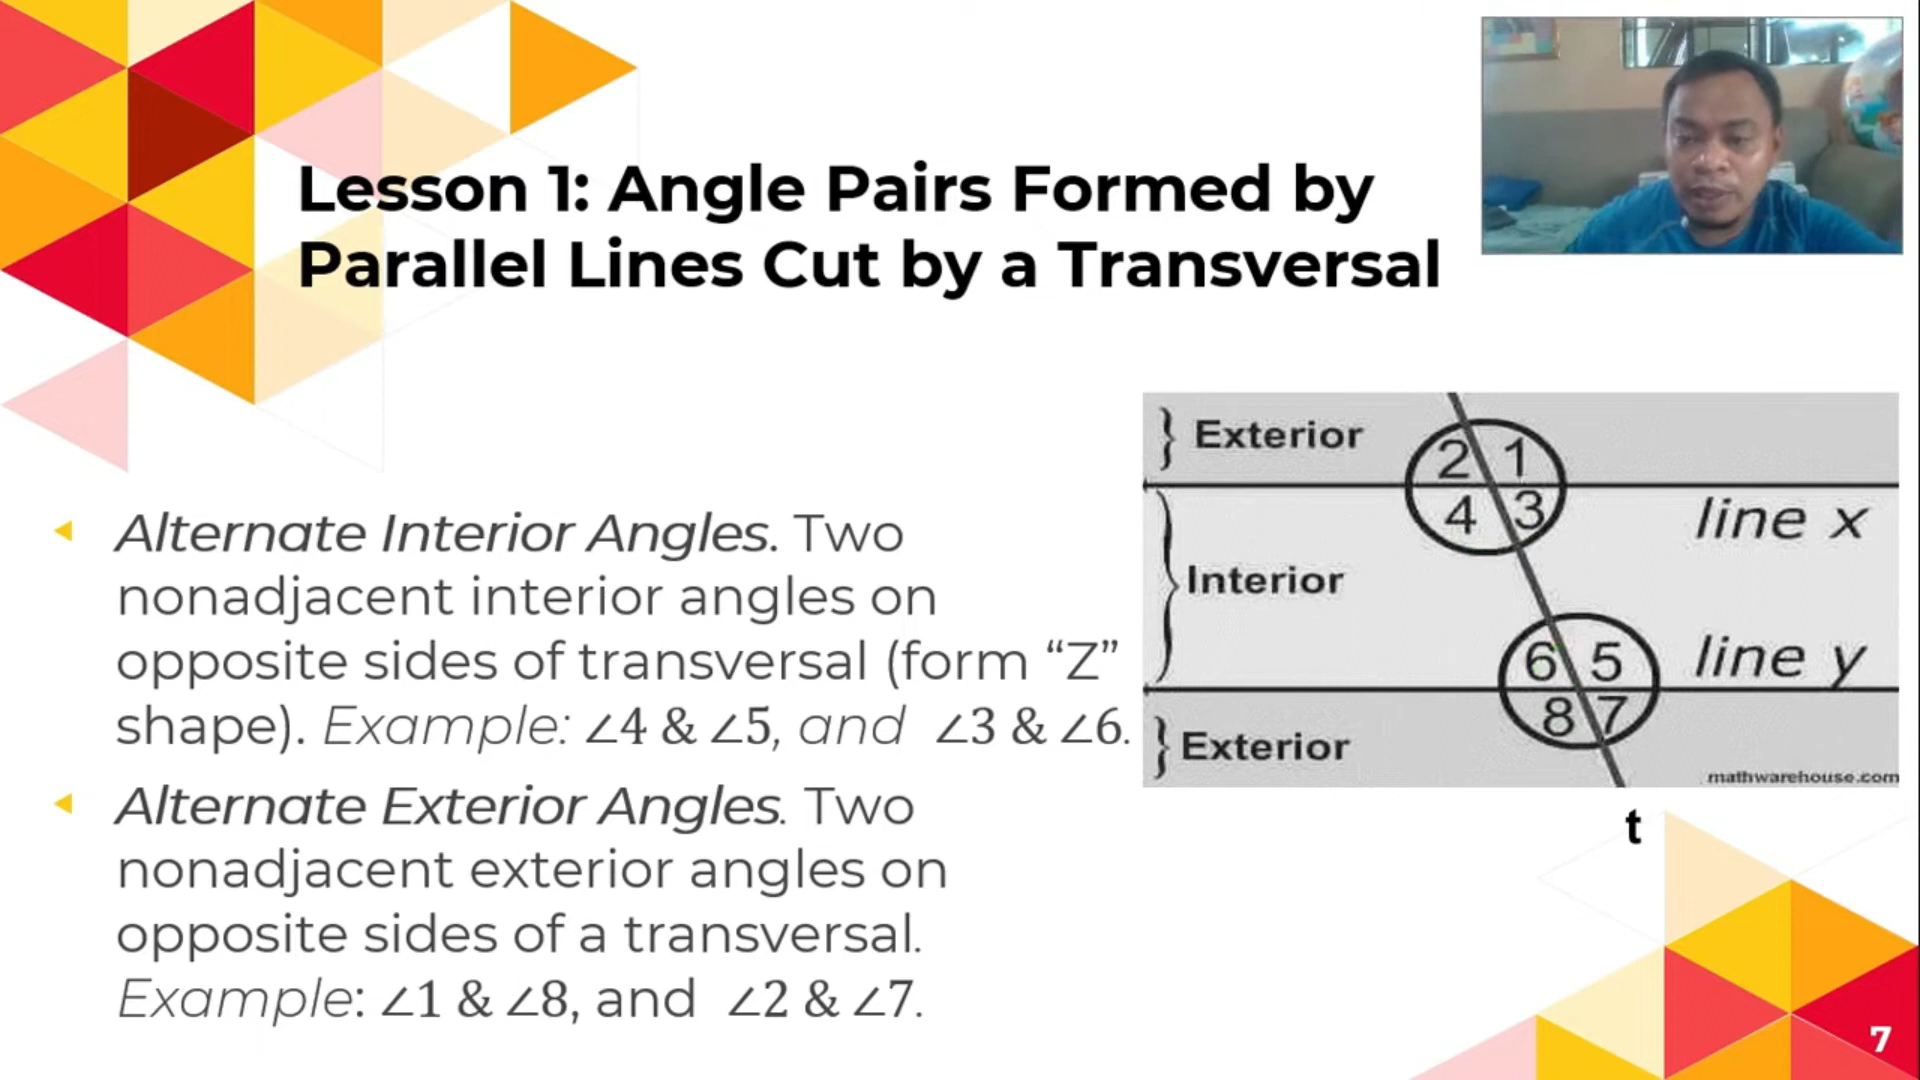 Lesson 1: Angle Pairs Formed by
Parallel Lines Cut by a Transversal
Alternate Interior Angles. Two
nonadjacent interior angles on
opposite sides of transversal (form “Z”
shape). Example: ∠4 & ∠5, and ∠3 & ∠6.
Alternate Exterior Angles. Two
nonadjacent exterior angles on
opposite sides of a transversal.
Example: ∠1 & ∠8, and ∠2 & ∠7.
Exterior
2 1
4 3
line x
Interior
6 5
line y
8 7
Exterior
mathwarehouse.com
t
7